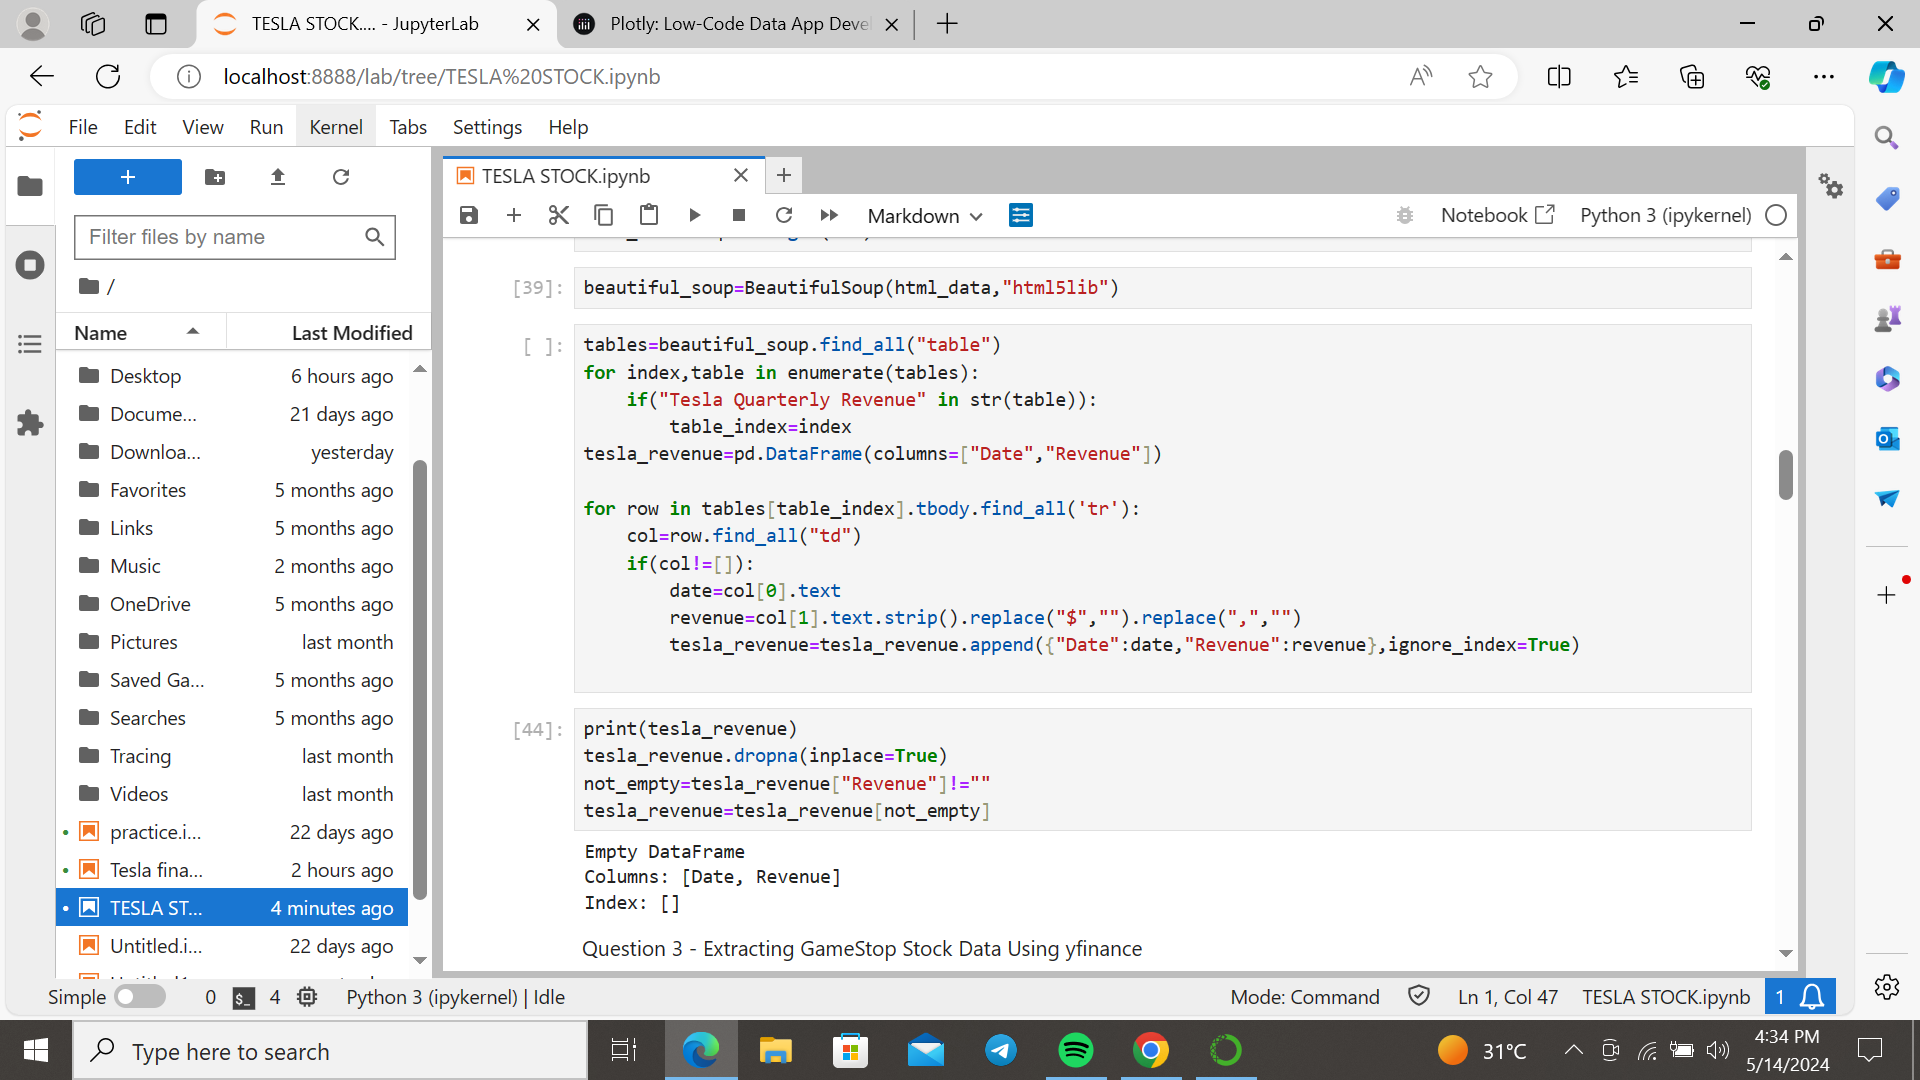 TESLA STOCK.... - JupyterLab
Plotly: Low-Code Data App Deve
localhost:8888/lab/tree/TESLA%20STOCK.ipynb
File Edit View Run Kernel Tabs Settings Help
TESLA STOCK.ipynb
Filter files by name
Markdown
Notebook
Python 3 (ipykernel)
/
Name Last Modified
Desktop 6 hours ago
Docume... 21 days ago
Downloa... yesterday
Favorites 5 months ago
Links 5 months ago
Music 2 months ago
OneDrive 5 months ago
Pictures last month
Saved Ga... 5 months ago
Searches 5 months ago
Tracing last month
Videos last month
practice.i... 22 days ago
Tesla fina... 2 hours ago
TESLA ST... 4 minutes ago
Untitled.i... 22 days ago
[39]: beautiful_soup=BeautifulSoup(html_data,"html5lib")
[ ]: tables=beautiful_soup.find_all("table")
for index,table in enumerate(tables):
    if("Tesla Quarterly Revenue" in str(table)):
        table_index=index
tesla_revenue=pd.DataFrame(columns=["Date","Revenue"])
for row in tables[table_index].tbody.find_all('tr'):
    col=row.find_all("td")
    if(col!=[]):
        date=col[0].text
        revenue=col[1].text.strip().replace("$","").replace(",","")
        tesla_revenue=tesla_revenue.append({"Date":date,"Revenue":revenue},ignore_index=True)
[44]: print(tesla_revenue)
tesla_revenue.dropna(inplace=True)
not_empty=tesla_revenue["Revenue"]!=""
tesla_revenue=tesla_revenue[not_empty]
Empty DataFrame
Columns: [Date, Revenue]
Index: []
Question 3 - Extracting GameStop Stock Data Using yfinance
Simple 0 $_ 4 Python 3 (ipykernel) | Idle
Mode: Command Ln 1, Col 47 TESLA STOCK.ipynb 1
Type here to search
31°C
4:34 PM
5/14/2024